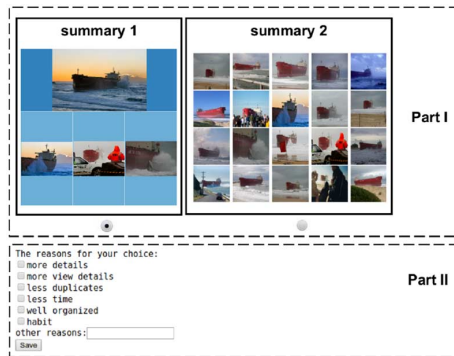 summary 1
summary 2
Part I
The reasons for your choice:
more details
more view details
less duplicates
less time
well organized
habit
other reasons:
Save
Part II